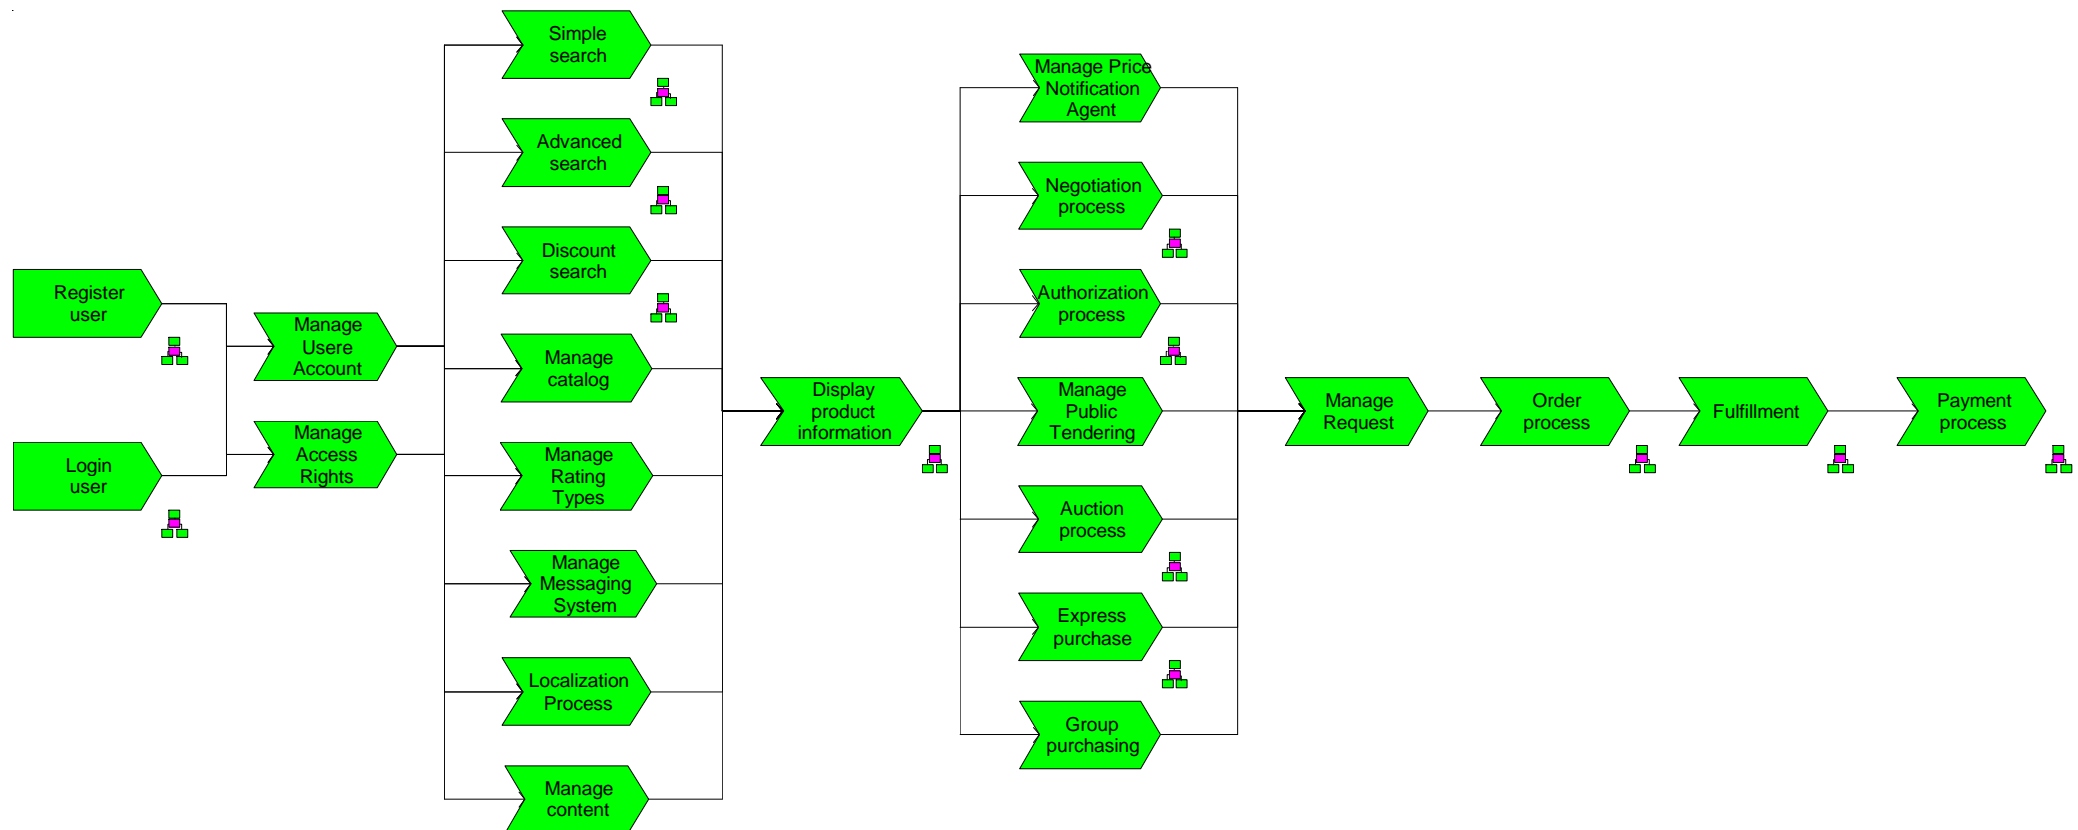 Register
user
Login
user
Manage
Usere
Account
Manage
Access
Rights
Simple
search
Advanced
search
Discount
search
Manage
catalog
Manage
Rating
Types
Manage
Messaging
System
Localization
Process
Manage
content
Display
product
information
Manage Price
Notification
Agent
Negotiation
process
Authorization
process
Manage
Public
Tendering
Auction
process
Express
purchase
Group
purchasing
Manage
Request
Order
process
Fulfillment
Payment
process